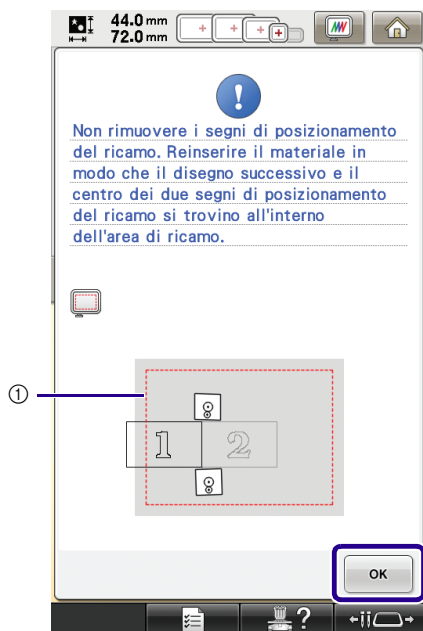 44.0 mm
72.0 mm
Non rimuovere i segni di posizionamento
del ricamo. Reinserire il materiale in
modo che il disegno successivo e il
centro dei due segni di posizionamento
del ricamo si trovino all'interno
dell'area di ricamo.
①
1 2
OK
?